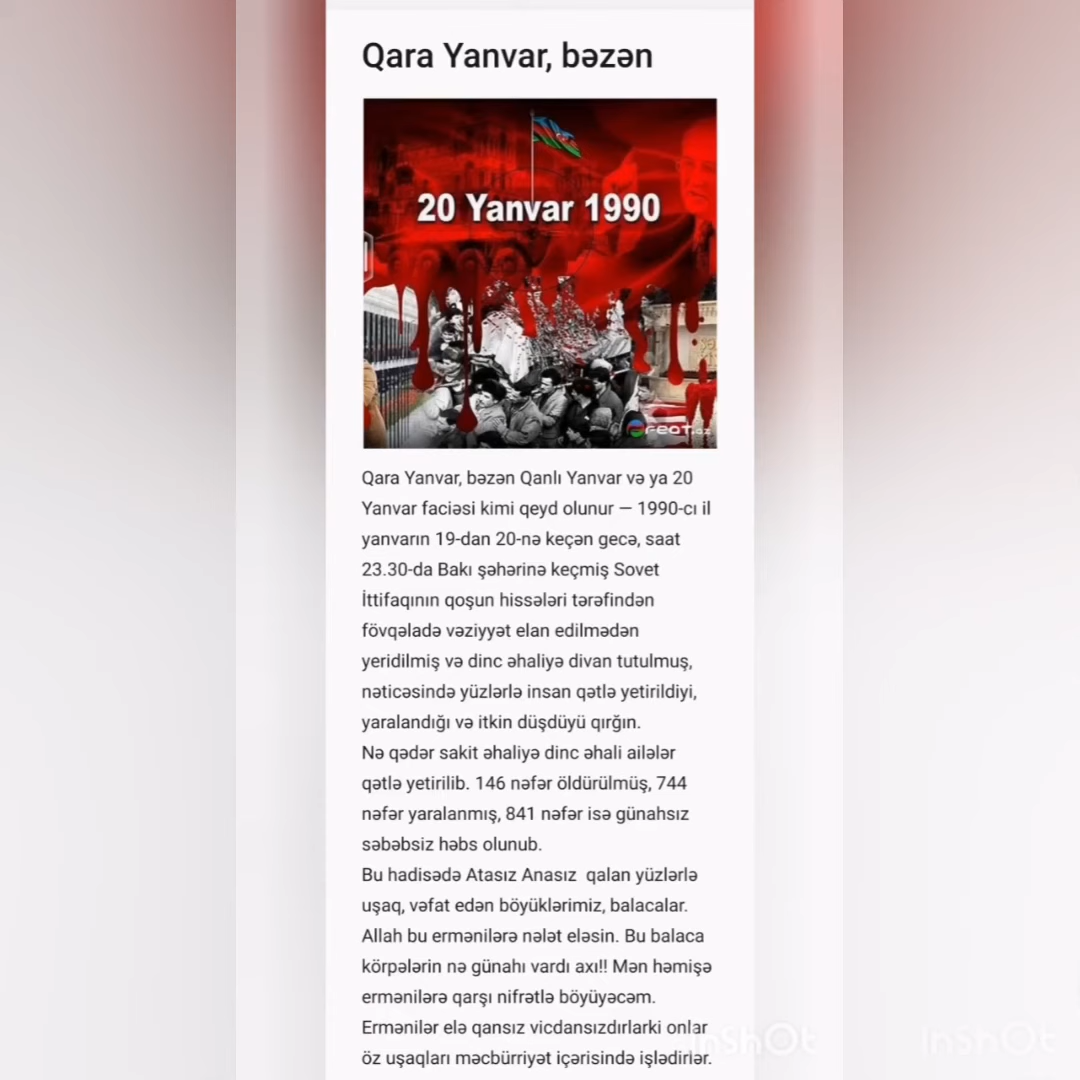 Qara Yanvar, bəzən
20 Yanvar 1990
reaT.az
Qara Yanvar, bəzən Qanlı Yanvar və ya 20
Yanvar faciəsi kimi qeyd olunur — 1990-cı il
yanvarın 19-dan 20-nə keçən gecə, saat
23.30-da Bakı şəhərinə keçmiş Sovet
İttifaqının qoşun hissələri tərəfindən
fövqəladə vəziyyət elan edilmədən
yeridilmiş və dinc əhaliyə divan tutulmuş,
nəticəsində yüzlərlə insan qətlə yetirildiyi,
yaralandığı və itkin düşdüyü qırğın.
Nə qədər sakit əhaliyə dinc əhali ailələr
qətlə yetirilib. 146 nəfər öldürülmüş, 744
nəfər yaralanmış, 841 nəfər isə günahsız
səbəbsiz həbs olunub.
Bu hadisədə Atasız Anasız  qalan yüzlərlə
uşaq, vəfat edən böyüklərimiz, balacalar.
Allah bu ermənilərə nələt eləsin. Bu balaca
körpələrin nə günahı vardı axı!! Mən həmişə
ermənilərə qarşı nifrətlə böyüyəcəm.
Ermənilər elə qansız vicdansızdırlarki onlar
öz uşaqları məcbürriyət içərisində işlədirlər.
InShOt
InShOt